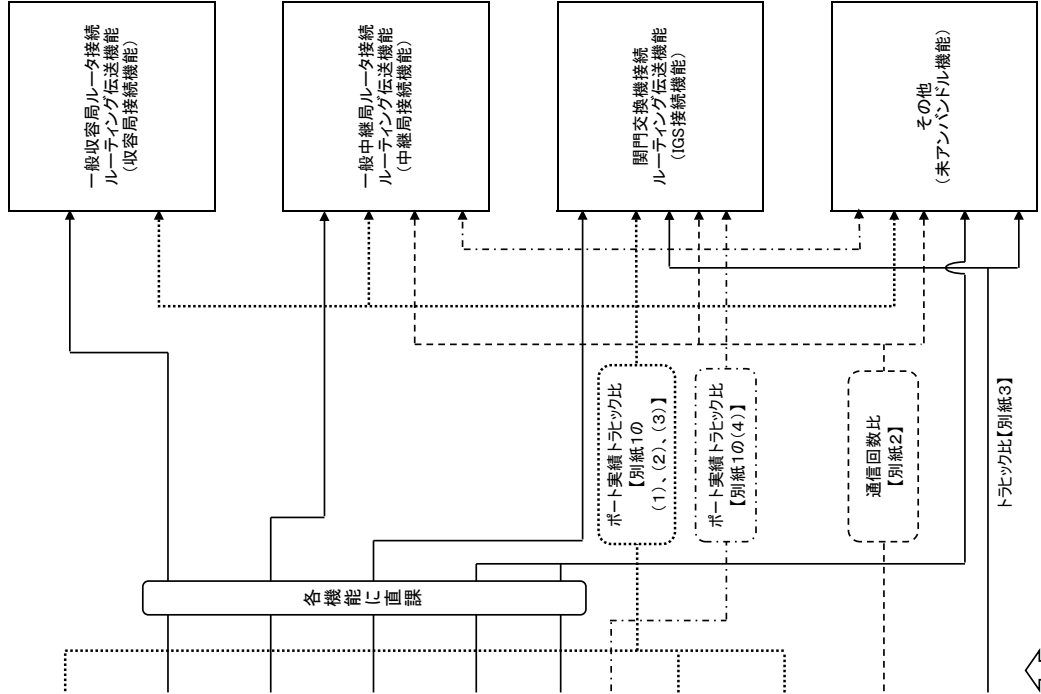 一般収容局ルータ接続
ルーティング伝送機能
(収容局接続機能)
一般中継局ルータ接続
ルーティング伝送機能
(中継局接続機能)
関門交換機接続
ルーティング伝送機能
(IGS接続機能)
その他
(未アンバンドル機能)
ポート実績トラヒック比
【別紙1の
(1)、(2)、(3)】
ポート実績トラヒック比
【別紙1の(4)】
通信回数比
【別紙2】
トラヒック比【別紙3】
各機能に直課